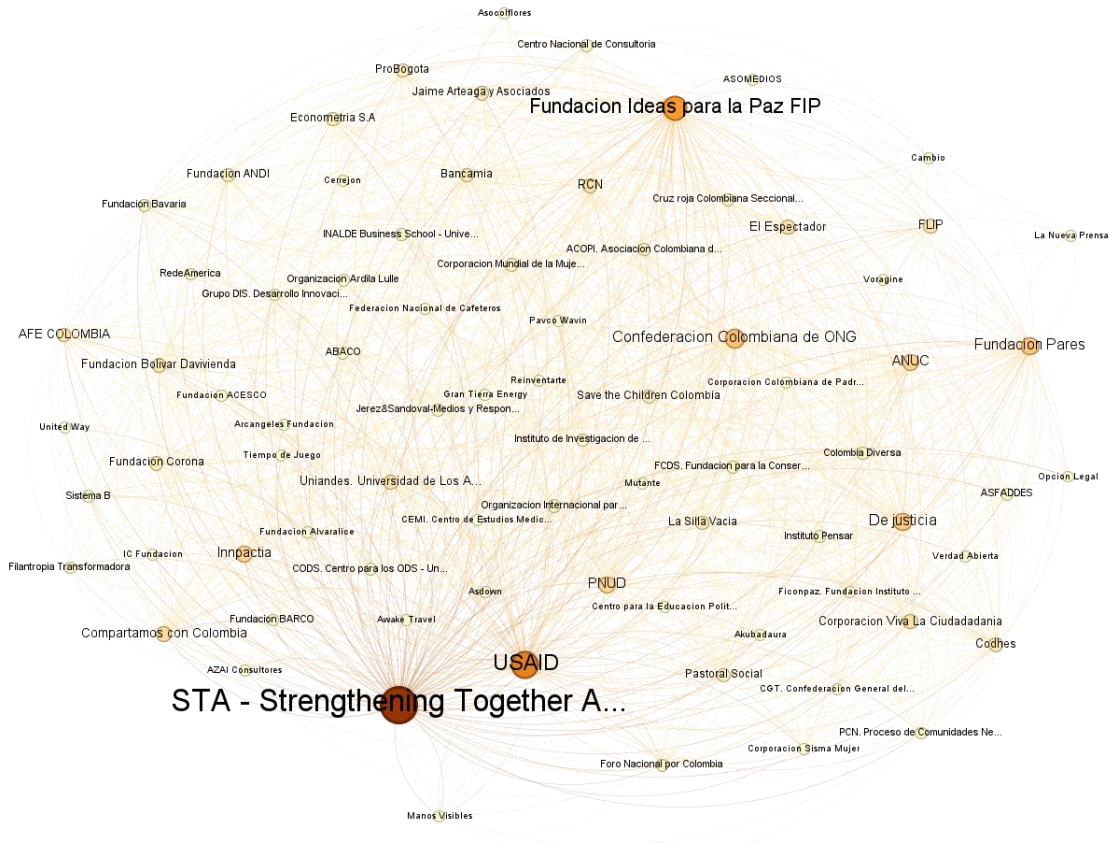 Asocolflores
Centro Nacional de Consultoria
ProBogota
ASOMEDIOS
Jaime Arteaga y Asociados
Fundacion Ideas para la Paz FIP
Econometria S.A
Cambio
Fundacion ANDI
Bancamia
Cerrejon
RCN
Cruz roja Colombiana Seccional...
Fundacion Bavaria
El Espectador
FLIP
INALDE Business School - Unive...
La Nueva Prensa
ACOPI. Asociacion Colombiana d...
Corporacion Mundial de la Muje...
RedeAmerica
Organizacion Ardila Lulle
Voragine
Grupo DIS. Desarrollo Innovaci...
Federacion Nacional de Cafeteros
Pavco Wavin
AFE COLOMBIA
Confederacion Colombiana de ONG
Fundacion Pares
ABACO
Fundacion Bolivar Davivienda
ANUC
Reinventarte
Corporacion Colombiana de Padr...
Fundacion ACESCO
Gran Tierra Energy
Save the Children Colombia
Jerez&Sandoval-Medios y Respon...
United Way
Arcangeles Fundacion
Instituto de Investigacion de ...
Tiempo de Juego
Colombia Diversa
Fundacion Corona
FCDS. Fundacion para la Conser...
Opcion Legal
Uniandes. Universidad de Los A...
Mutante
Sistema B
ASFADDES
Organizacion Internacional par...
CEMI. Centro de Estudios Medic...
La Silla Vacia
De justicia
Fundacion Alvaralice
Instituto Pensar
Innpactia
IC Fundacion
Verdad Abierta
Filantropia Transformadora
CODS. Centro para los ODS - Un...
PNUD
Asdown
Ficonpaz. Fundacion Instituto ...
Centro para la Educacion Polit...
Fundacion BARCO
Awake Travel
Corporacion Viva La Ciudadadania
Compartamos con Colombia
Akubadaura
Codhes
USAID
AZAI Consultores
Pastoral Social
CGT. Confederacion General del...
STA - Strengthening Together A...
PCN. Proceso de Comunidades Ne...
Corporacion Sisma Mujer
Foro Nacional por Colombia
Manos Visibles